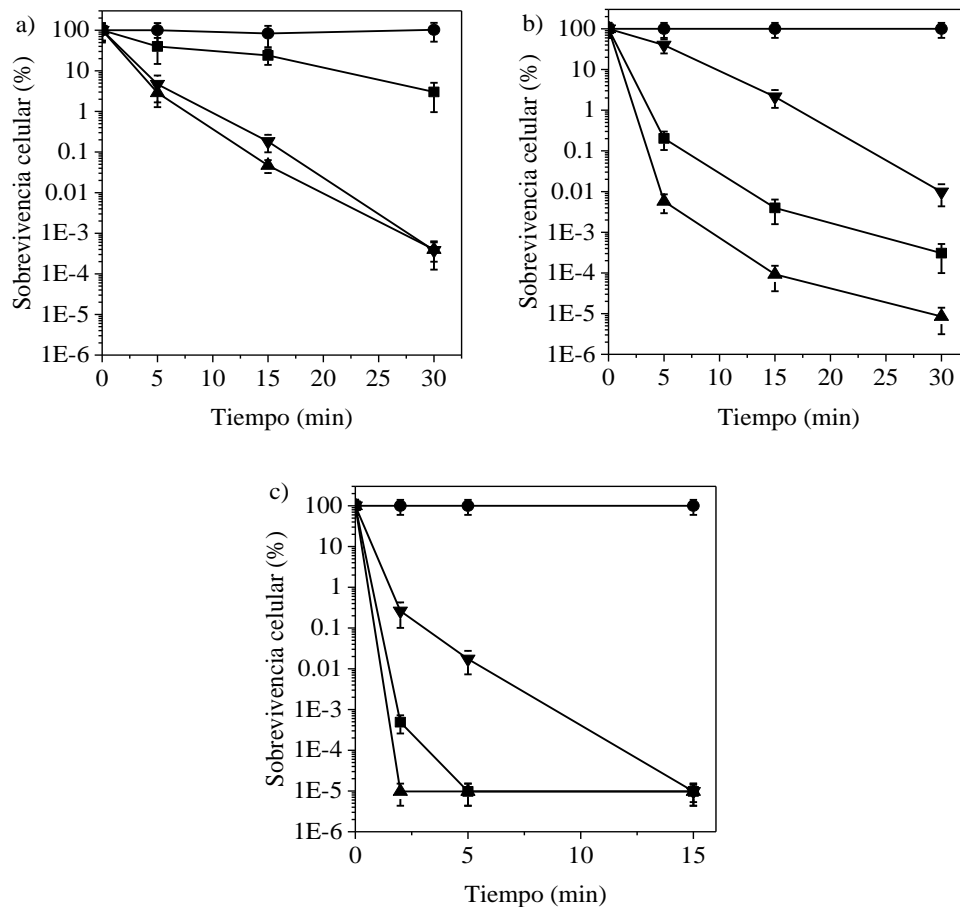 a)
100
10
1
0.1
0.01
1E-3
1E-4
1E-5
1E-6
Sobrevivencia celular (%)
0 5 10 15 20 25 30
Tiempo (min)
b)
100
10
1
0.1
0.01
1E-3
1E-4
1E-5
1E-6
Sobrevivencia celular (%)
0 5 10 15 20 25 30
Tiempo (min)
c)
100
10
1
0.1
0.01
1E-3
1E-4
1E-5
1E-6
Sobrevivencia celular (%)
0 5 10 15
Tiempo (min)